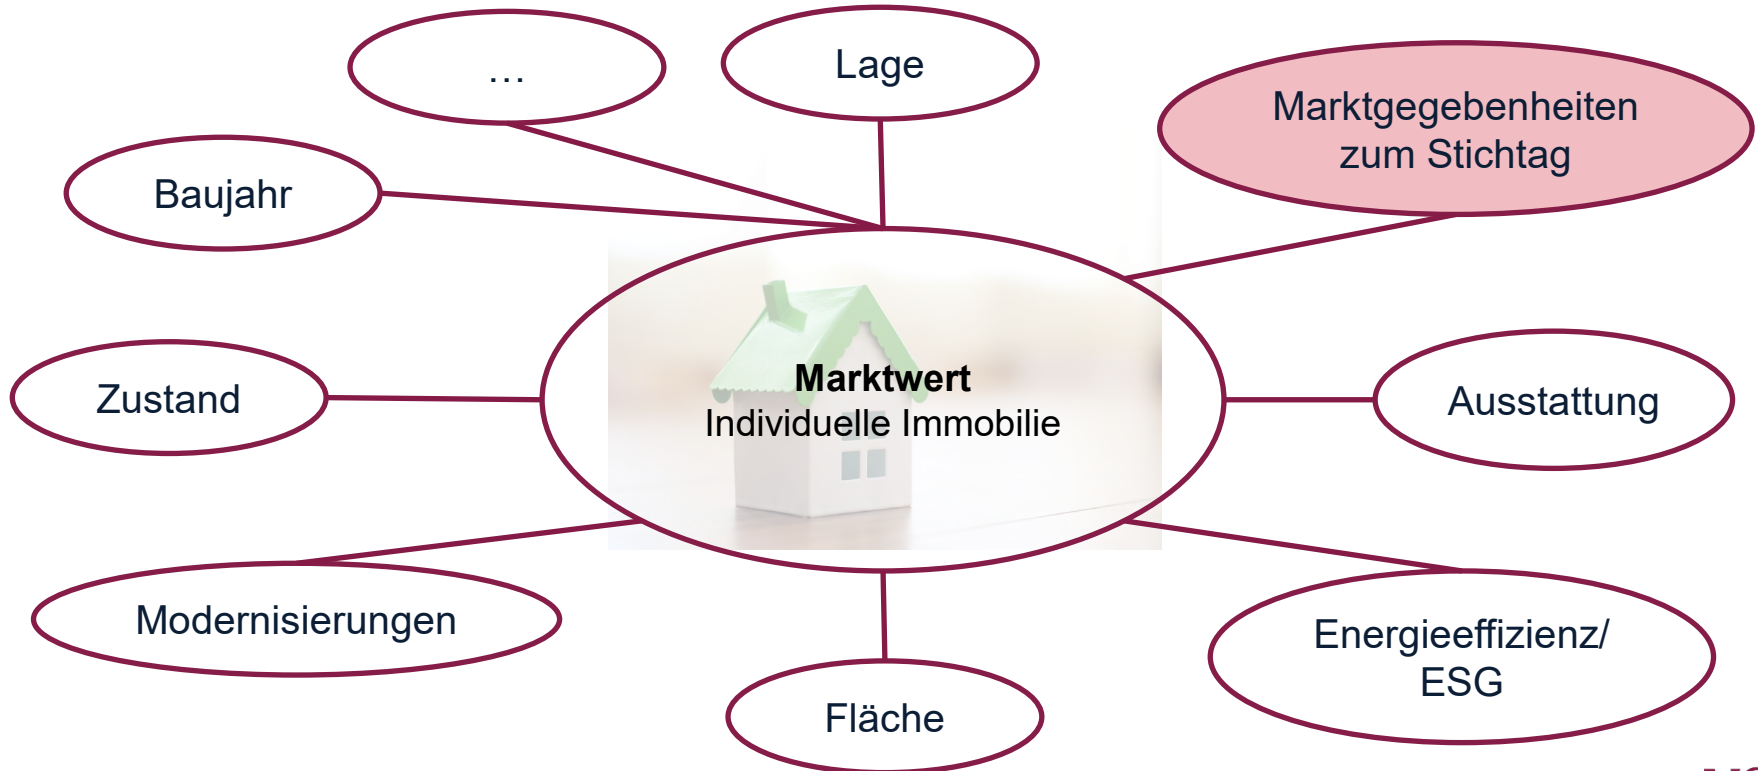 …
Lage
Marktgegebenheiten
zum Stichtag
Baujahr
Marktwert
Individuelle Immobilie
Zustand
Ausstattung
Modernisierungen
Energieeffizienz/
ESG
Fläche